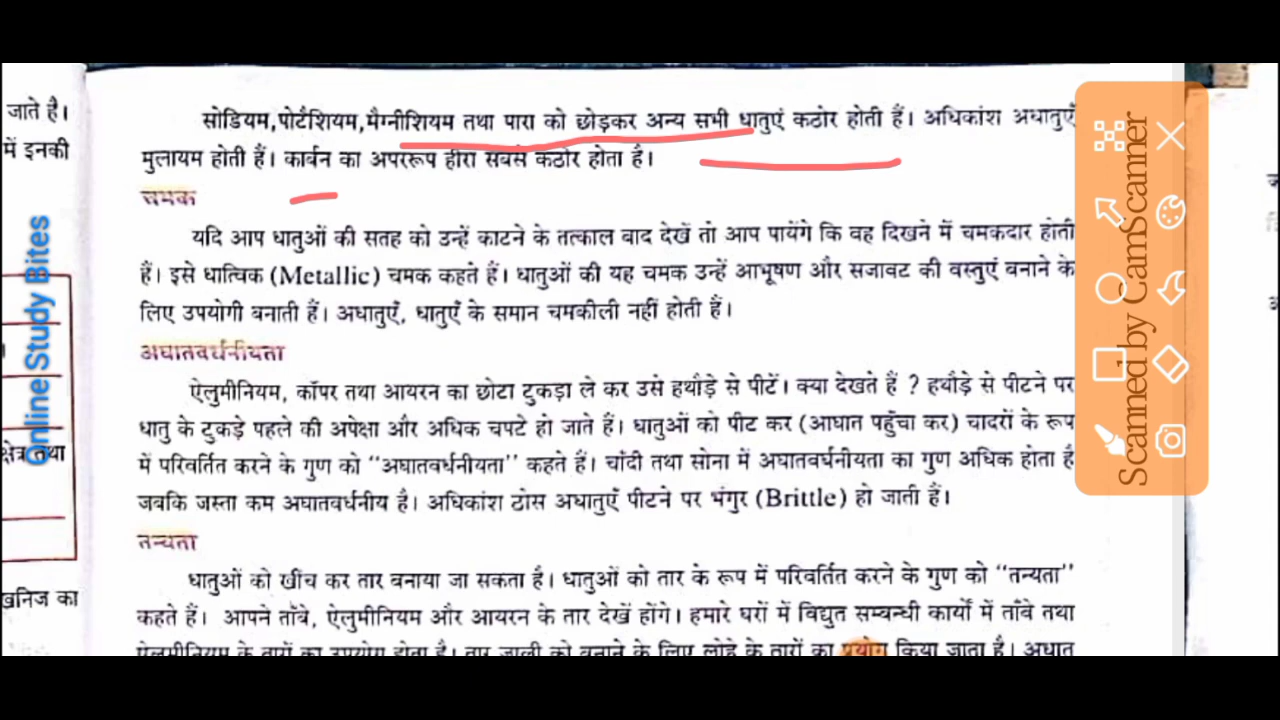 जाते है।
में इनकी
Online Study Bites
क्षेत्र तथा
खनिज का
सोडियम,पोटैशियम,मैग्नीशियम तथा पारा को छोड़कर अन्य सभी धातुएं कठोर होती हैं। अधिकांश अधातुएँ
मुलायम होती हैं। कार्बन का अपररूप हीरा सबसे कठोर होता है।
चमक
यदि आप धातुओं की सतह को उन्हें काटने के तत्काल बाद देखें तो आप पायेंगे कि वह दिखने में चमकदार होती
हैं। इसे धात्विक (Metallic) चमक कहते हैं। धातुओं की यह चमक उन्हें आभूषण और सजावट की वस्तुएं बनाने के
लिए उपयोगी बनाती हैं। अधातुएँ, धातुएँ के समान चमकीली नहीं होती हैं।
अघातवर्धनीयता
ऐलुमीनियम, कॉपर तथा आयरन का छोटा टुकड़ा ले कर उसे हथौड़े से पीटें। क्या देखते हैं ? हथौड़े से पीटने पर
धातु के टुकड़े पहले की अपेक्षा और अधिक चपटे हो जाते हैं। धातुओं को पीट कर (आघात पहुँचा कर) चादरों के रूप
में परिवर्तित करने के गुण को “अघातवर्धनीयता” कहते हैं। चांदी तथा सोना में अघातवर्धनीयता का गुण अधिक होता है
जबकि जस्ता कम अघातवर्धनीय है। अधिकांश ठोस अधातुएँ पीटने पर भंगुर (Brittle) हो जाती हैं।
तन्यता
धातुओं को खींच कर तार बनाया जा सकता है। धातुओं को तार के रूप में परिवर्तित करने के गुण को “तन्यता”
कहते हैं। आपने ताँबे, ऐलुमीनियम और आयरन के तार देखें होंगे। हमारे घरों में विद्युत सम्बन्धी कार्यों में ताँबे तथा
ऐलुमीनियम के तारों का उपयोग होता है। तार जाली को बनाने के लिए लोहे के तारों का प्रयोग किया जाता है। अघात
Scanned by CamScanner